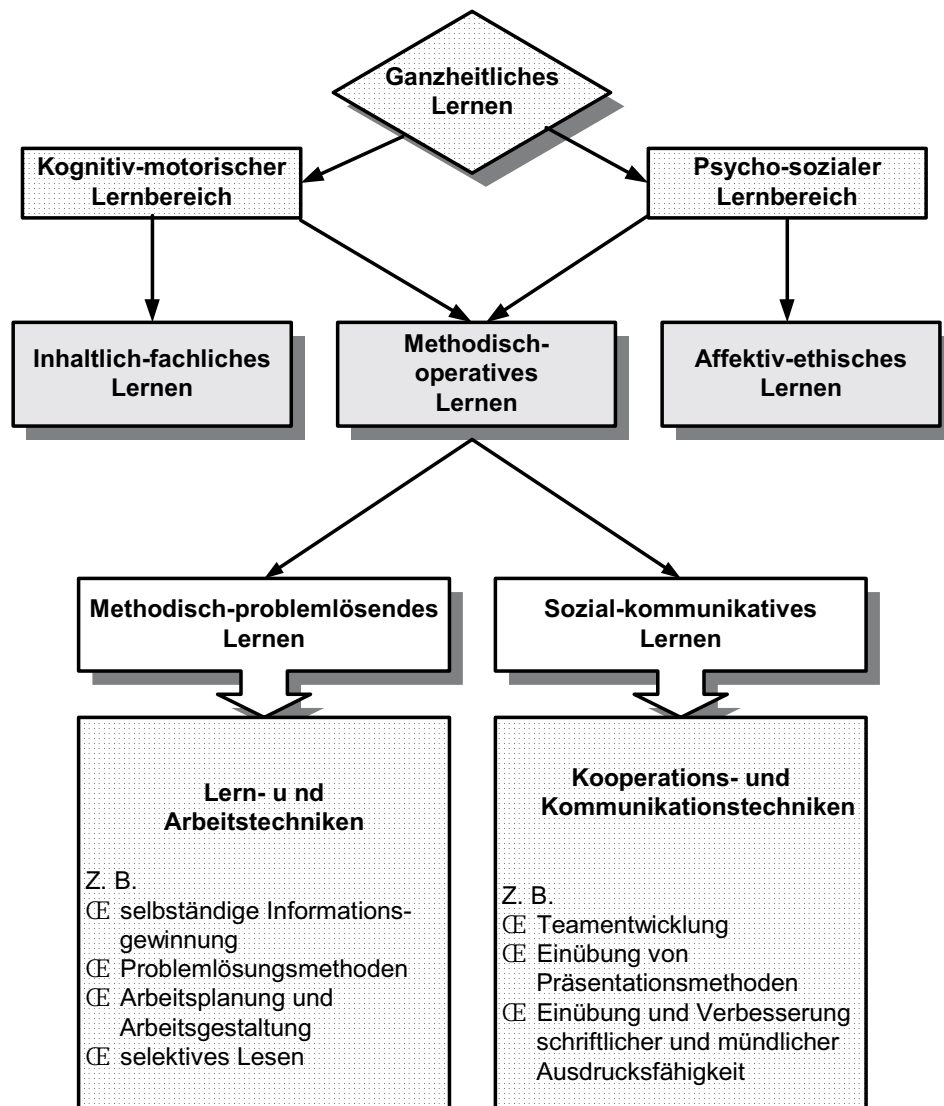 Ganzheitliches
Lernen
Kognitiv-motorischer
Lernbereich
Psycho-sozialer
Lernbereich
Inhaltlich-fachliches
Lernen
Methodisch-
operatives
Lernen
Affektiv-ethisches
Lernen
Methodisch-problemlösendes
Lernen
Sozial-kommunikatives
Lernen
Lern- u nd
Arbeitstechniken
Z. B.
Œ selbständige Informations-
gewinnung
Œ Problemlösungsmethoden
Œ Arbeitsplanung und
Arbeitsgestaltung
Œ selektives Lesen
Kooperations- und
Kommunikationstechniken
Z. B.
Œ Teamentwicklung
Œ Einübung von
Präsentationsmethoden
Œ Einübung und Verbesserung
schriftlicher und mündlicher
Ausdrucksfähigkeit